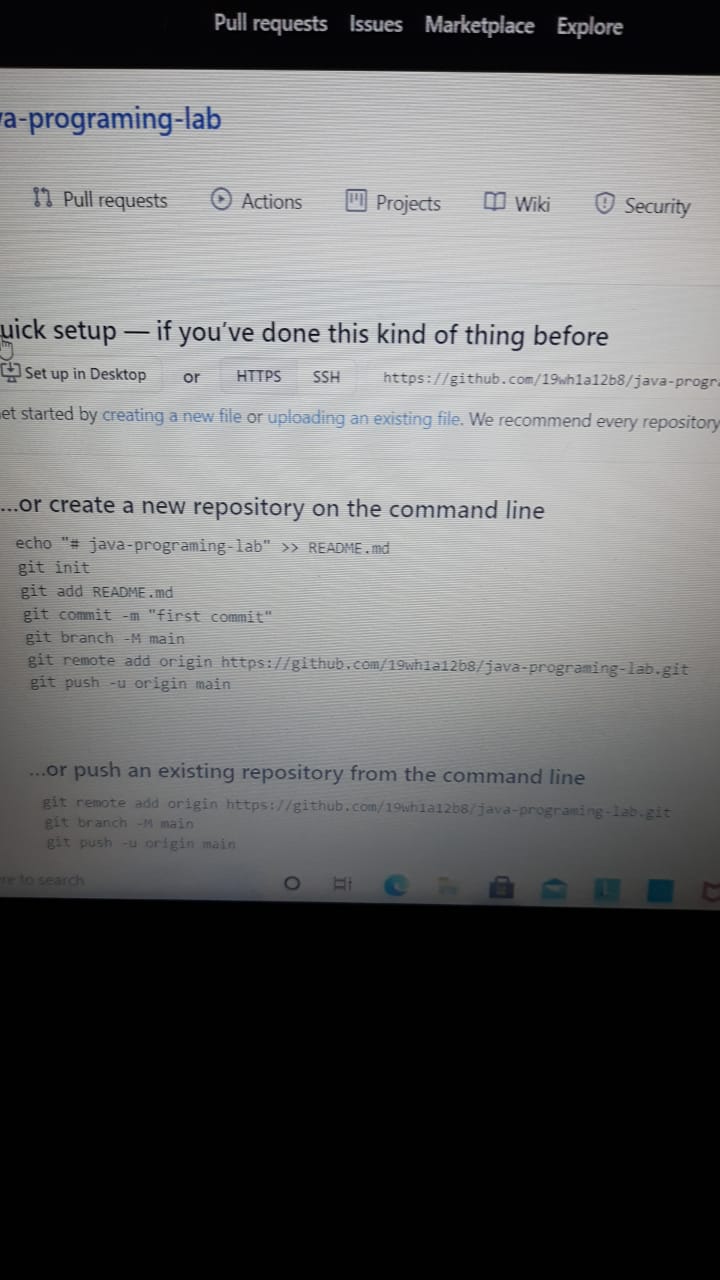 Pull requests Issues Marketplace Explore
va-programing-lab
Pull requests Actions Projects Wiki Security
uick setup — if you've done this kind of thing before
Set up in Desktop or HTTPS SSH https://github.com/19wh1a12b8/java-progra
et started by creating a new file or uploading an existing file. We recommend every repository
...or create a new repository on the command line
echo "# java-programing-lab" >> README.md
git init
git add README.md
git commit -m "first commit"
git branch -M main
git remote add origin https://github.com/19wh1a12b8/java-programing-lab.git
git push -u origin main
...or push an existing repository from the command line
git remote add origin https://github.com/19wh1a12b8/java-programing-lab.git
git branch -M main
git push -u origin main
re to search